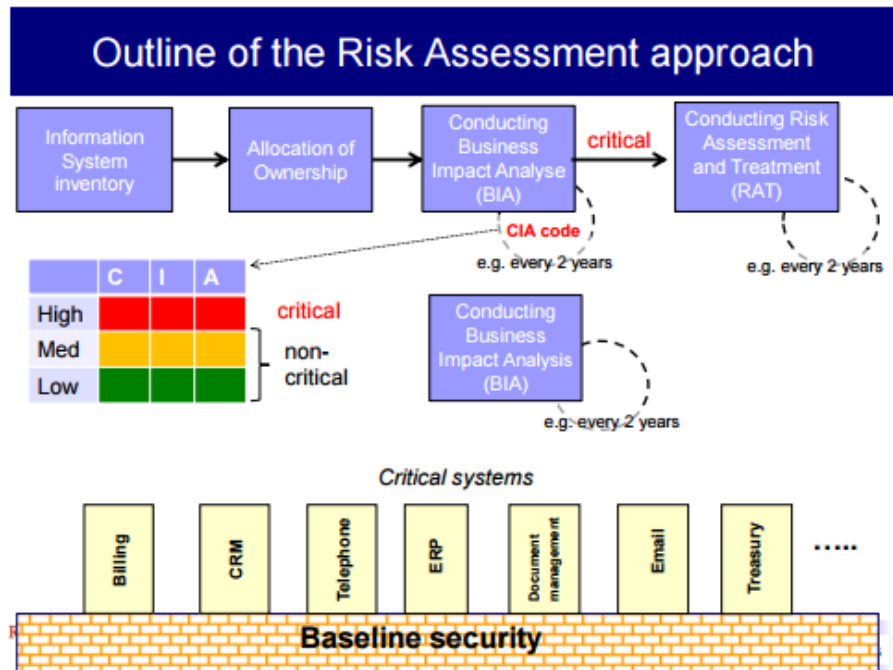 Outline of the Risk Assessment approach
Information
System
inventory
Allocation of
Ownership
Conducting
Business
Impact Analyse
(BIA)
critical
Conducting Risk
Assessment
and Treatment
(RAT)
CIA code
e.g. every 2 years
e.g. every 2 years
C I A
High
Med
Low
critical
non-
critical
Conducting
Business
Impact Analysis
(BIA)
e.g. every 2 years
Critical systems
Billing
CRM
Telephone
ERP
Document
management
Email
Treasury
.....
Baseline security